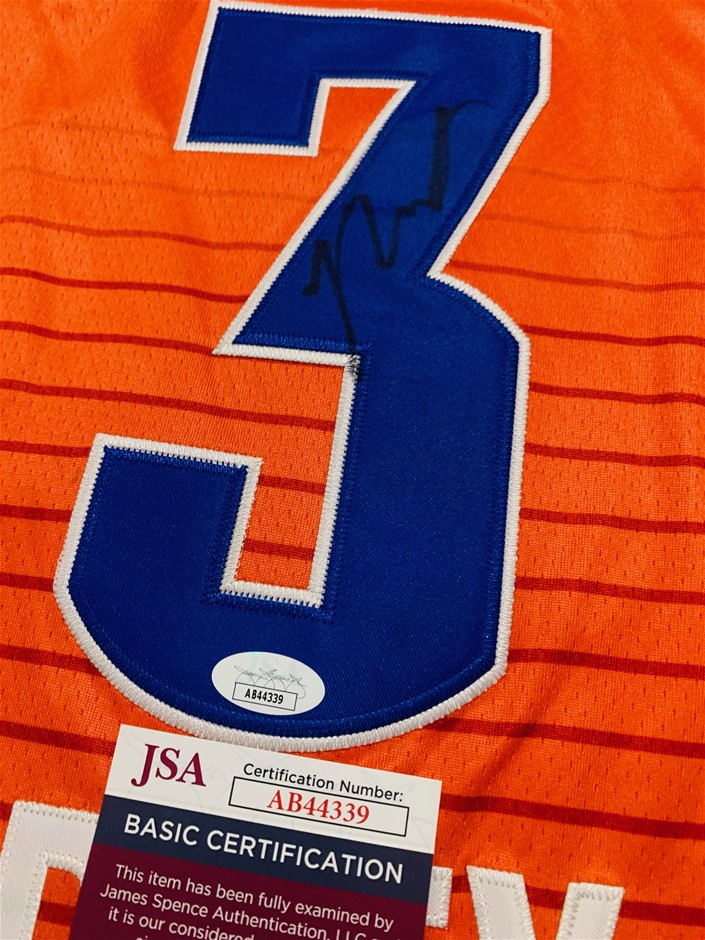 3
AB44339
JSA
Certification Number:
AB44339
BASIC CERTIFICATION
This item has been fully examined by
James Spence Authentication, LLC
it is our considered